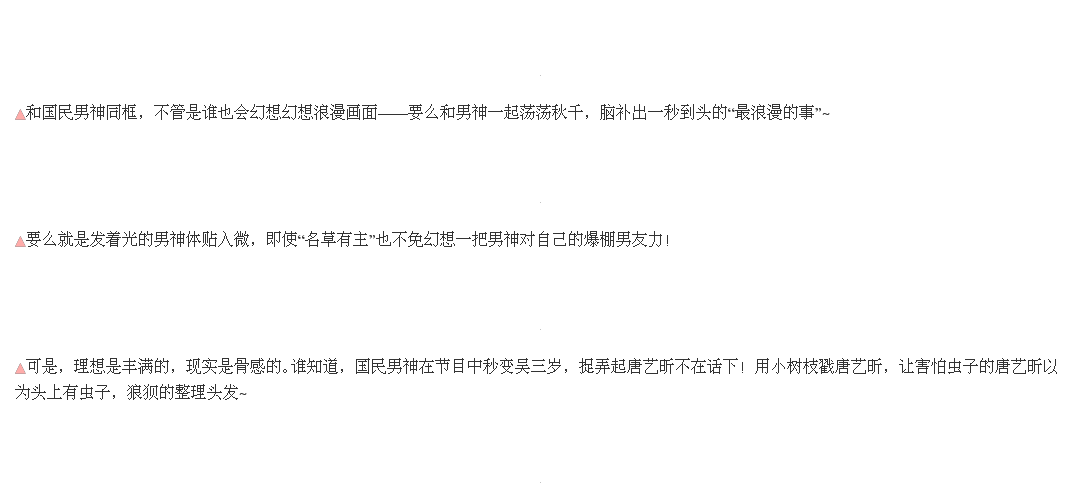 ▲和国民男神同框，不管是谁也会幻想幻想浪漫画面——要么和男神一起荡荡秋千，脑补出一秒到头的“最浪漫的事”~
▲要么就是发着光的男神体贴入微，即使“名草有主”也不免幻想一把男神对自己的爆棚男友力！
▲可是，理想是丰满的，现实是骨感的。谁知道，国民男神在节目中秒变吴三岁，捉弄起唐艺昕不在话下！用小树枝戳唐艺昕，让害怕虫子的唐艺昕以
为头上有虫子，狼狈的整理头发~